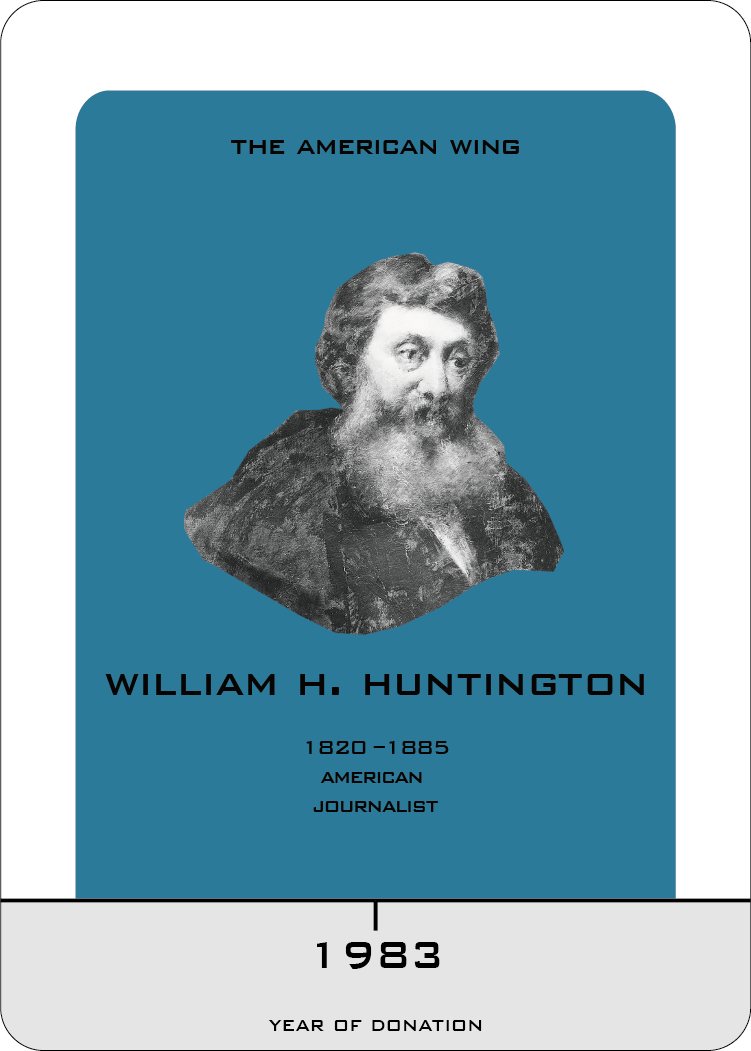 THE AMERICAN WING
WILLIAM H. HUNTINGTON
1820–1885
AMERICAN
JOURNALIST
1983
YEAR OF DONATION